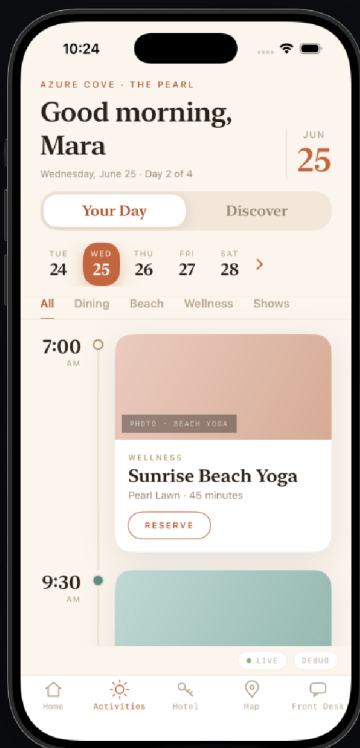 10:24
AZURE COVE · THE PEARL
Good morning,
Mara
Wednesday, June 25 · Day 2 of 4
JUN
25
Your Day
Discover
TUE
24
WED
25
THU
26
FRI
27
SAT
28
All Dining Beach Wellness Shows
7:00
AM
PHOTO · BEACH YOGA
WELLNESS
Sunrise Beach Yoga
Pearl Lawn · 45 minutes
RESERVE
9:30
AM
LIVE
DEBUG
Home Activities Hotel Map Front Desk